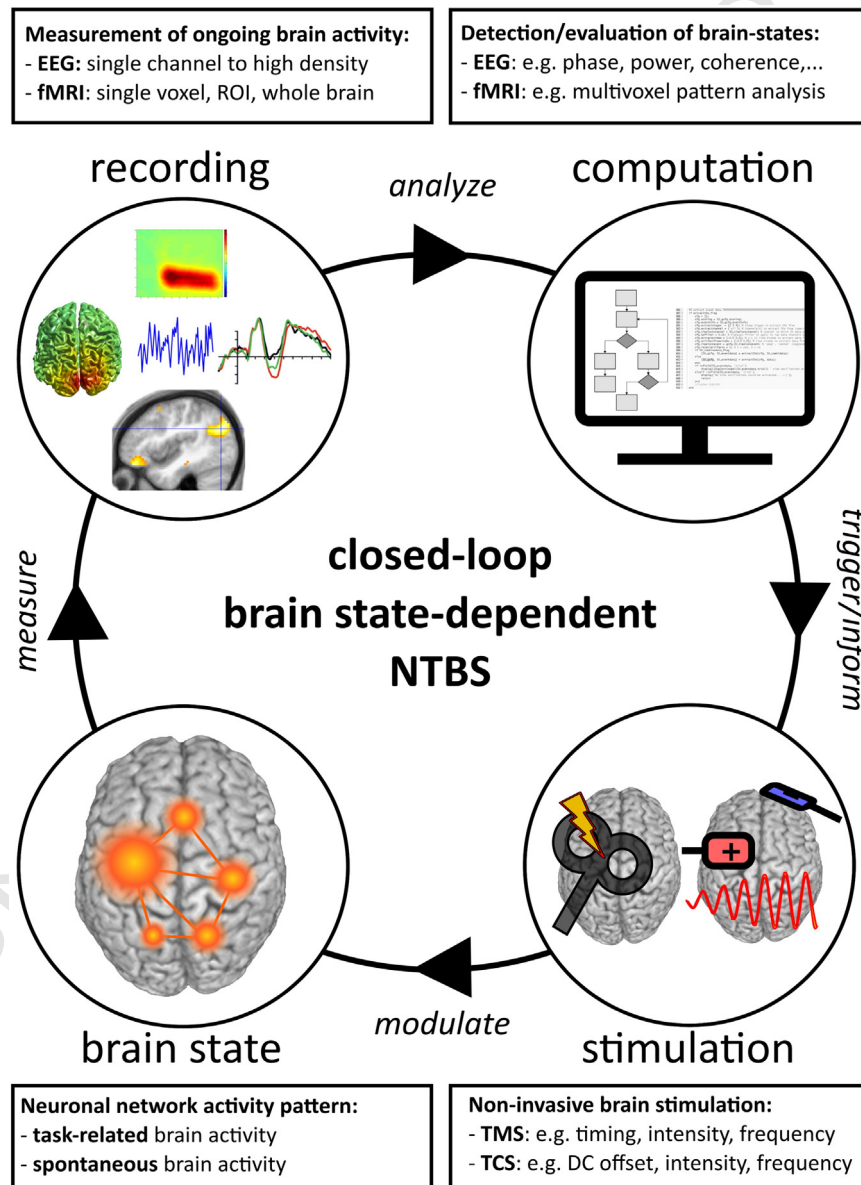 Measurement of ongoing brain activity:
- EEG: single channel to high density
- fMRI: single voxel, ROI, whole brain
Detection/evaluation of brain-states:
- EEG: e.g. phase, power, coherence,...
- fMRI: e.g. multivoxel pattern analysis
recording
analyze
computation
closed-loop
brain state-dependent
NTBS
measure
trigger/inform
+
modulate
brain state
stimulation
Neuronal network activity pattern:
- task-related brain activity
- spontaneous brain activity
Non-invasive brain stimulation:
- TMS: e.g. timing, intensity, frequency
- TCS: e.g. DC offset, intensity, frequency